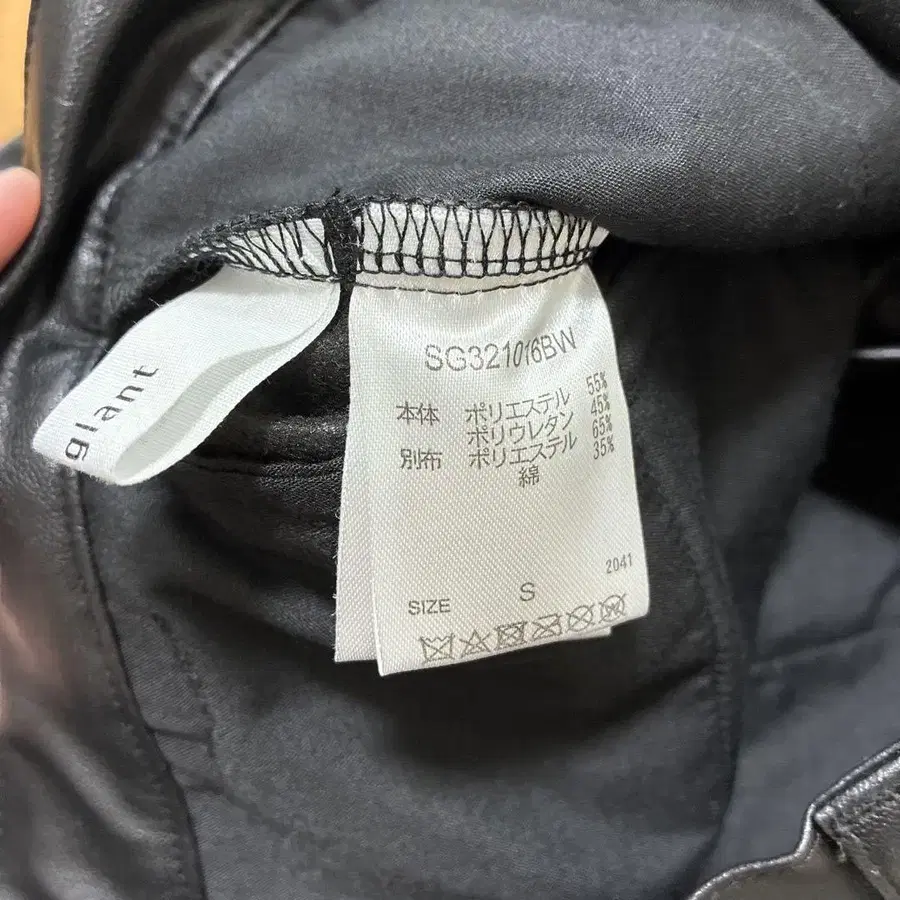 glant
SG321016BW
本体 ポリエステル 55%
ポリウレタン 45%
別布 ポリエステル 65%
綿 35%
2041
SIZE S